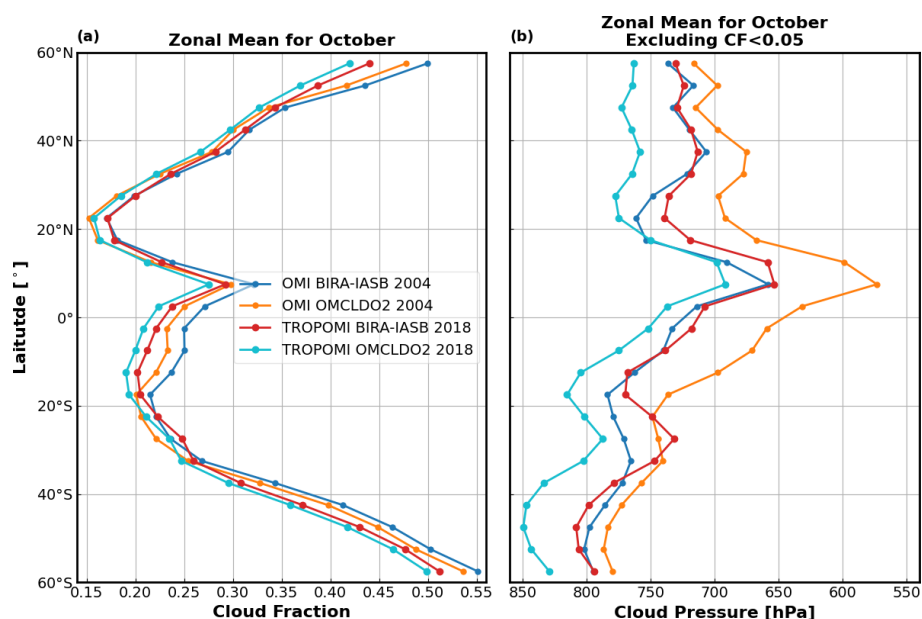 (a)
Zonal Mean for October
Zonal Mean for October
Excluding CF<0.05
(b)
60°N
40°N
20°N
0°
20°S
40°S
60°S
Laitutde [°]
OMI BIRA-IASB 2004
OMI OMCLDO2 2004
TROPOMI BIRA-IASB 2018
TROPOMI OMCLDO2 2018
0.15 0.20 0.25 0.30 0.35 0.40 0.45 0.50 0.55
Cloud Fraction
850 800 750 700 650 600 550
Cloud Pressure [hPa]